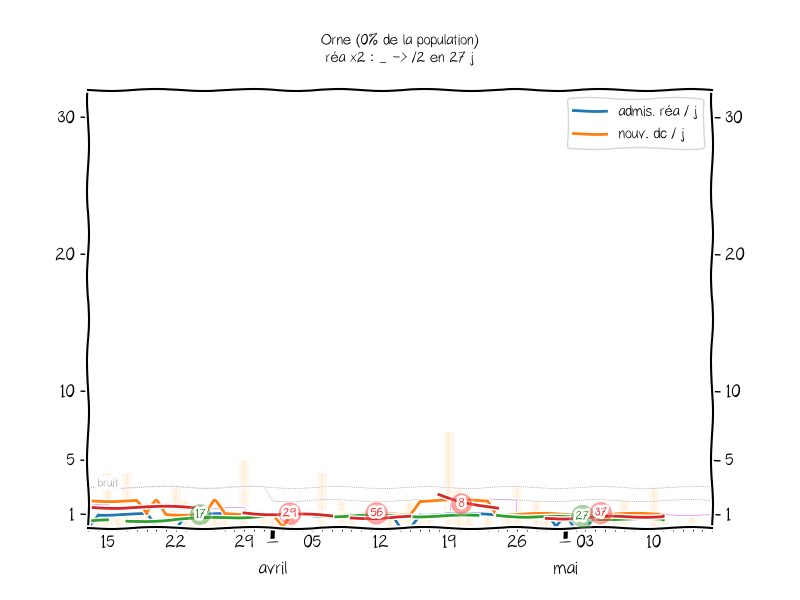 Orne (0% de la population)
réa x2 : _ -> /2 en 27 j
admis. réa / j
nouv. dc / j
30 30
20 20
10 10
5 5
1 1
bruit
17 29 56 8 27 37
15 22 29 05 12 19 26 03 10
avril mai